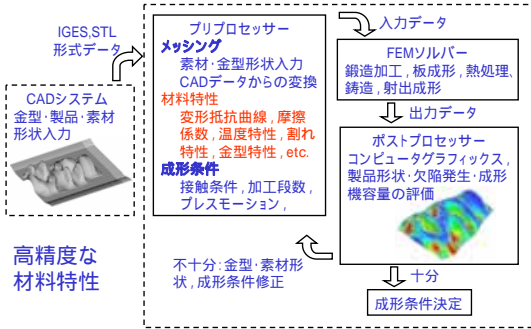 IGES,STL
形式データ
CADシステム
金型・製品・素材
形状入力
高精度な
材料特性
プリプロセッサー
メッシング
素材・金型形状入力
CADデータからの変換
材料特性
変形抵抗曲線,摩擦
係数,温度特性,割れ
特性,金型特性,etc.
成形条件
接触条件,加工段数,
プレスモーション,
入力データ
FEMソルバー
鍛造加工,板成形,熱処理、
鋳造,射出成形
出力データ
ポストプロセッサー
コンピュータグラフィックス,
製品形状・欠陥発生・成形
機容量の評価
不十分:金型・素材形
状,成形条件修正
十分
成形条件決定